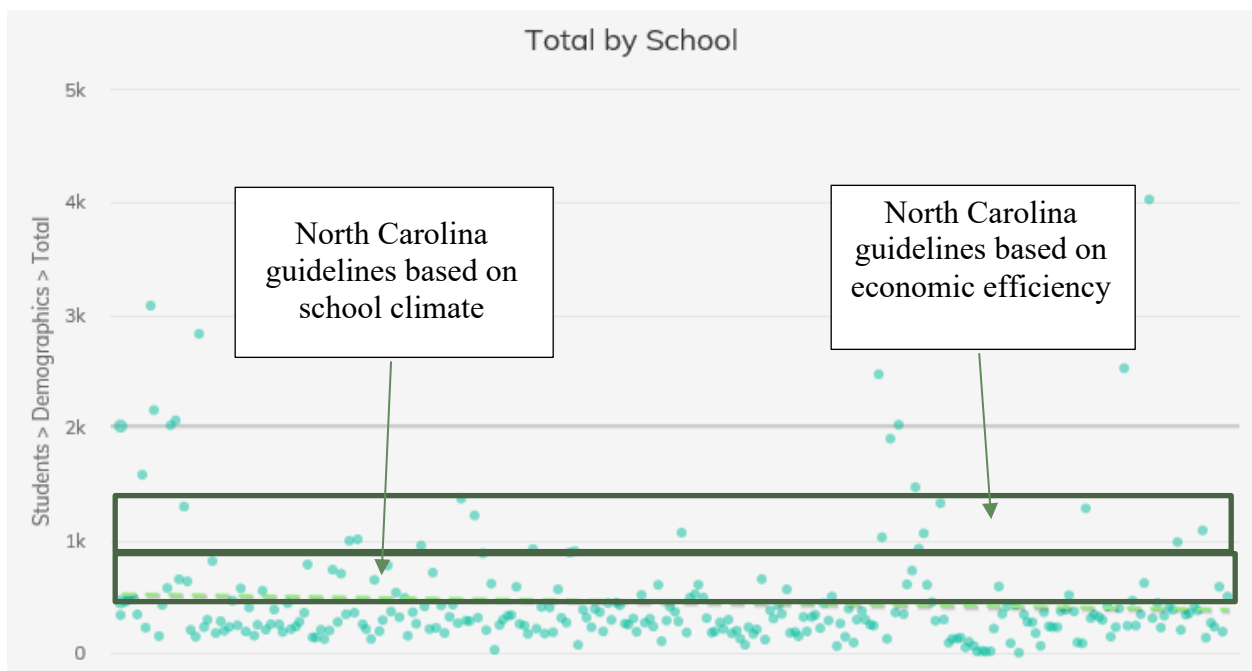 Total by School
5k
4k
3k
2k
1k
0
Students > Demographics > Total
North Carolina
guidelines based on
school climate
North Carolina
guidelines based on
economic efficiency